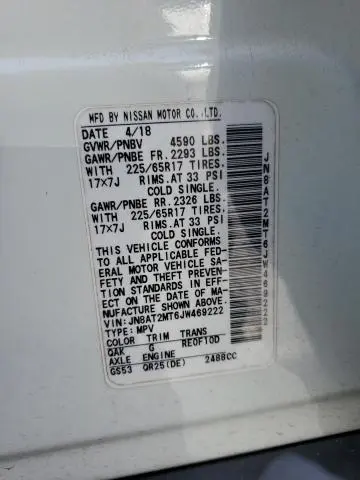 MFD BY NISSAN MOTOR CO.,LTD.
DATE 4/18
GVWR/PNBV 4590 LBS.
GAWR/PNBE FR. 2293 LBS.
WITH 225/65R17 TIRES.
17x7J RIMS.AT 33 PSI
COLD SINGLE.
GAWR/PNBE RR. 2326 LBS.
WITH 225/65R17 TIRES.
17x7J RIMS.AT 33 PSI
COLD SINGLE.
THIS VEHICLE CONFORMS
TO ALL APPLICABLE FED-
ERAL MOTOR VEHICLE SA-
FETY AND THEFT PREVENTI-
ON STANDARDS IN EFF-
ECT ON THE DATE OF MA-
NUFACTURE SHOWN ABOVE.
VIN:JN8AT2MT6JW469222
TYPE: MPV
COLOR TRIM TRANS
QAK G RE0F10D
AXLE ENGINE
GS53 QR25(DE) 2488CC
JN8AT2MT6JW469222